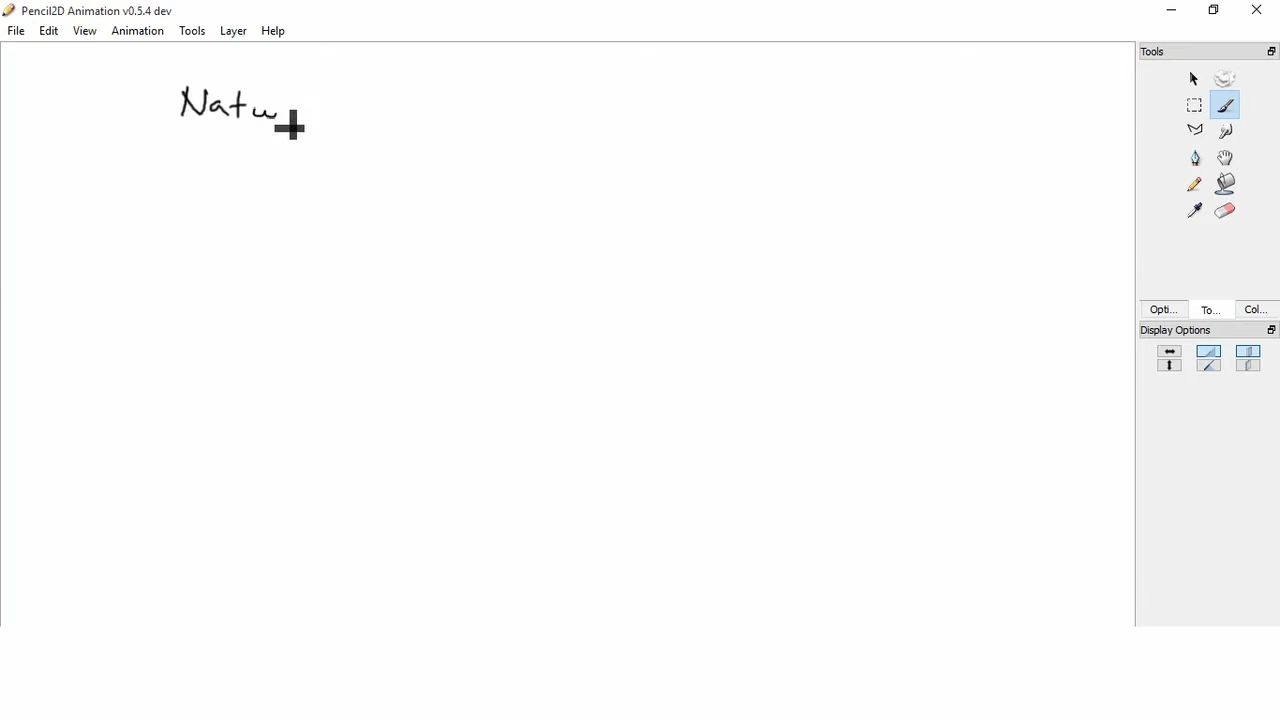 Pencil2D Animation v0.5.4 dev
File Edit View Animation Tools Layer Help
Tools
Natu
Opti... To... Col...
Display Options